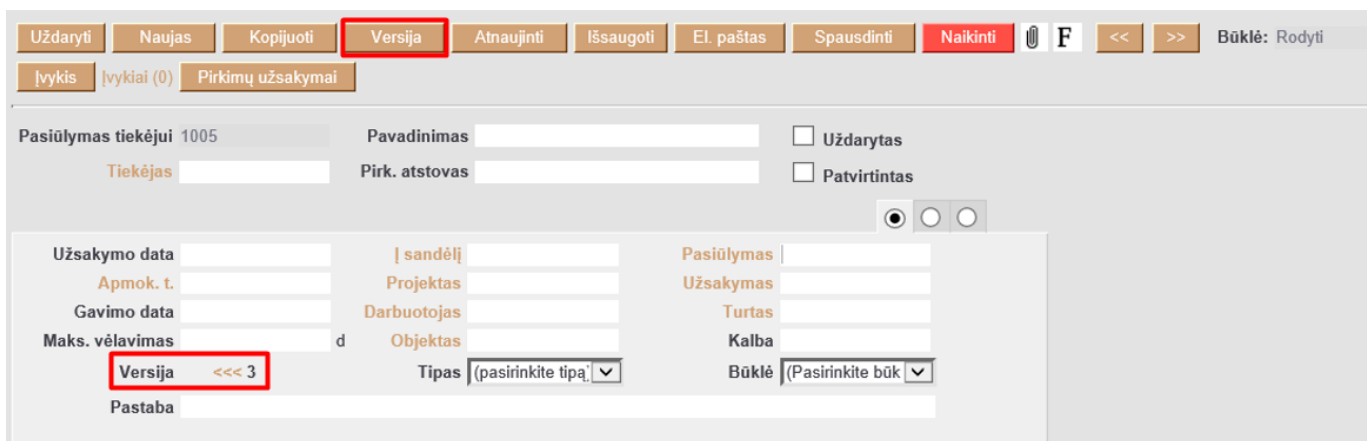 Uždaryti Naujas Kopijuoti Versija Atnaujinti Išsaugoti El. paštas Spausdinti Naikinti F << >> Būklė: Rodyti
Įvykis Įvykiai (0) Pirkimų užsakymai
Pasiūlymas tiekėjui 1005 Pavadinimas Uždarytas
Tiekėjas Pirk. atstovas Patvirtintas
Užsakymo data Į sandėlį Pasiūlymas
Apmok. t. Projektas Užsakymas
Gavimo data Darbuotojas Turtas
Maks. vėlavimas d Objektas Kalba
Versija <<< 3 Tipas (pasirinkite tipą) Būklė (Pasirinkite būk
Pastaba